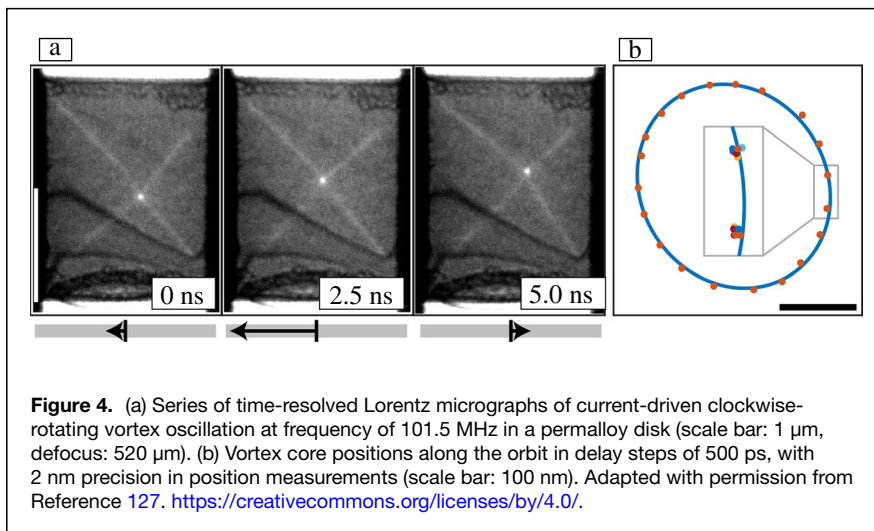 a
b
0 ns
2.5 ns
5.0 ns
Figure 4. (a) Series of time-resolved Lorentz micrographs of current-driven clockwise-
rotating vortex oscillation at frequency of 101.5 MHz in a permalloy disk (scale bar: 1 μm,
defocus: 520 μm). (b) Vortex core positions along the orbit in delay steps of 500 ps, with
2 nm precision in position measurements (scale bar: 100 nm). Adapted with permission from
Reference 127. https://creativecommons.org/licenses/by/4.0/.